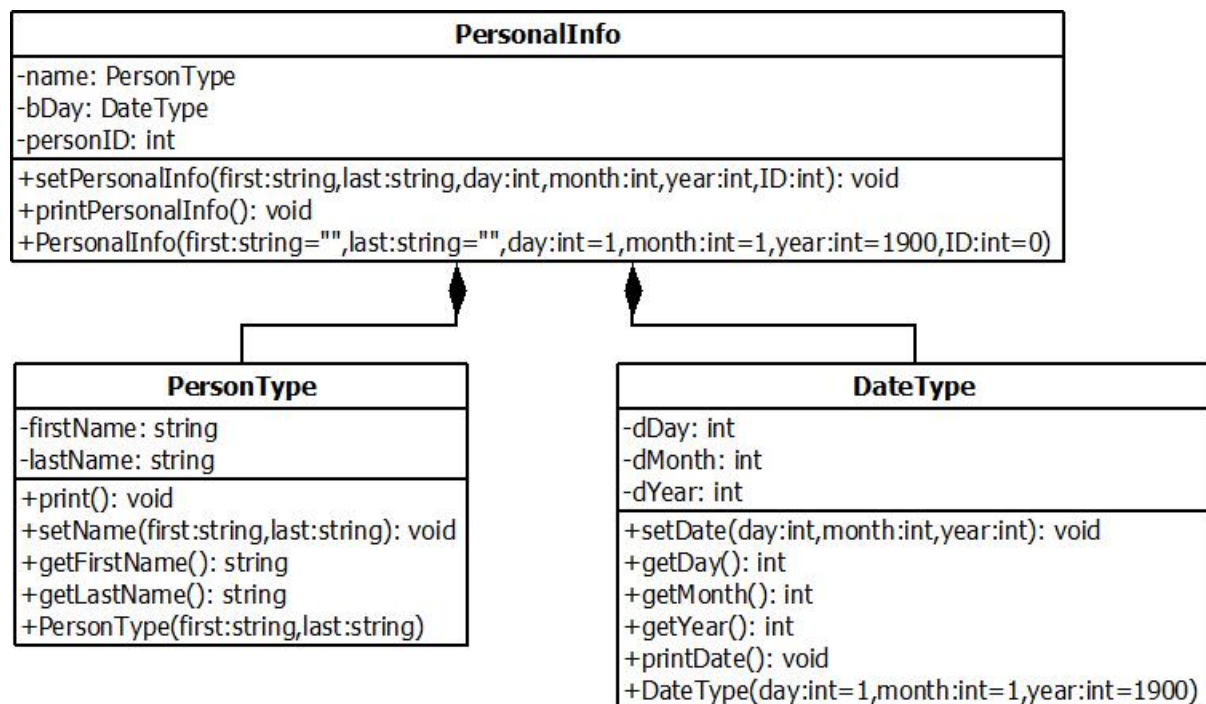 PersonalInfo
-name: PersonType
-bDay: DateType
-personID: int
+setPersonalInfo(first:string,last:string,day:int,month:int,year:int,ID:int): void
+printPersonalInfo(): void
+PersonalInfo(first:string="",last:string="",day:int=1,month:int=1,year:int=1900,ID:int=0)
PersonType
-firstName: string
-lastName: string
+print(): void
+setName(first:string,last:string): void
+getFirstName(): string
+getLastName(): string
+PersonType(first:string,last:string)
DateType
-dDay: int
-dMonth: int
-dYear: int
+setDate(day:int,month:int,year:int): void
+getDay(): int
+getMonth(): int
+getYear(): int
+printDate(): void
+DateType(day:int=1,month:int=1,year:int=1900)